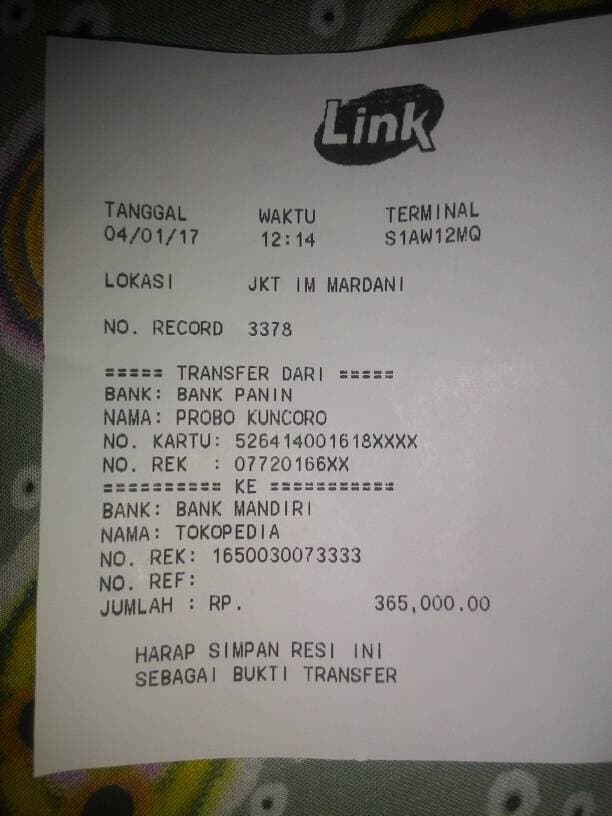 Link
TANGGAL WAKTU TERMINAL
04/01/17 12:14 S1AW12MQ
LOKASI JKT IM MARDANI
NO. RECORD 3378
===== TRANSFER DARI =====
BANK: BANK PANIN
NAMA: PROBO KUNCORO
NO. KARTU: 526414001618XXXX
NO. REK : 07720166XX
========== KE ===========
BANK: BANK MANDIRI
NAMA: TOKOPEDIA
NO. REK: 1650030073333
NO. REF:
JUMLAH : RP. 365,000.00
HARAP SIMPAN RESI INI
SEBAGAI BUKTI TRANSFER